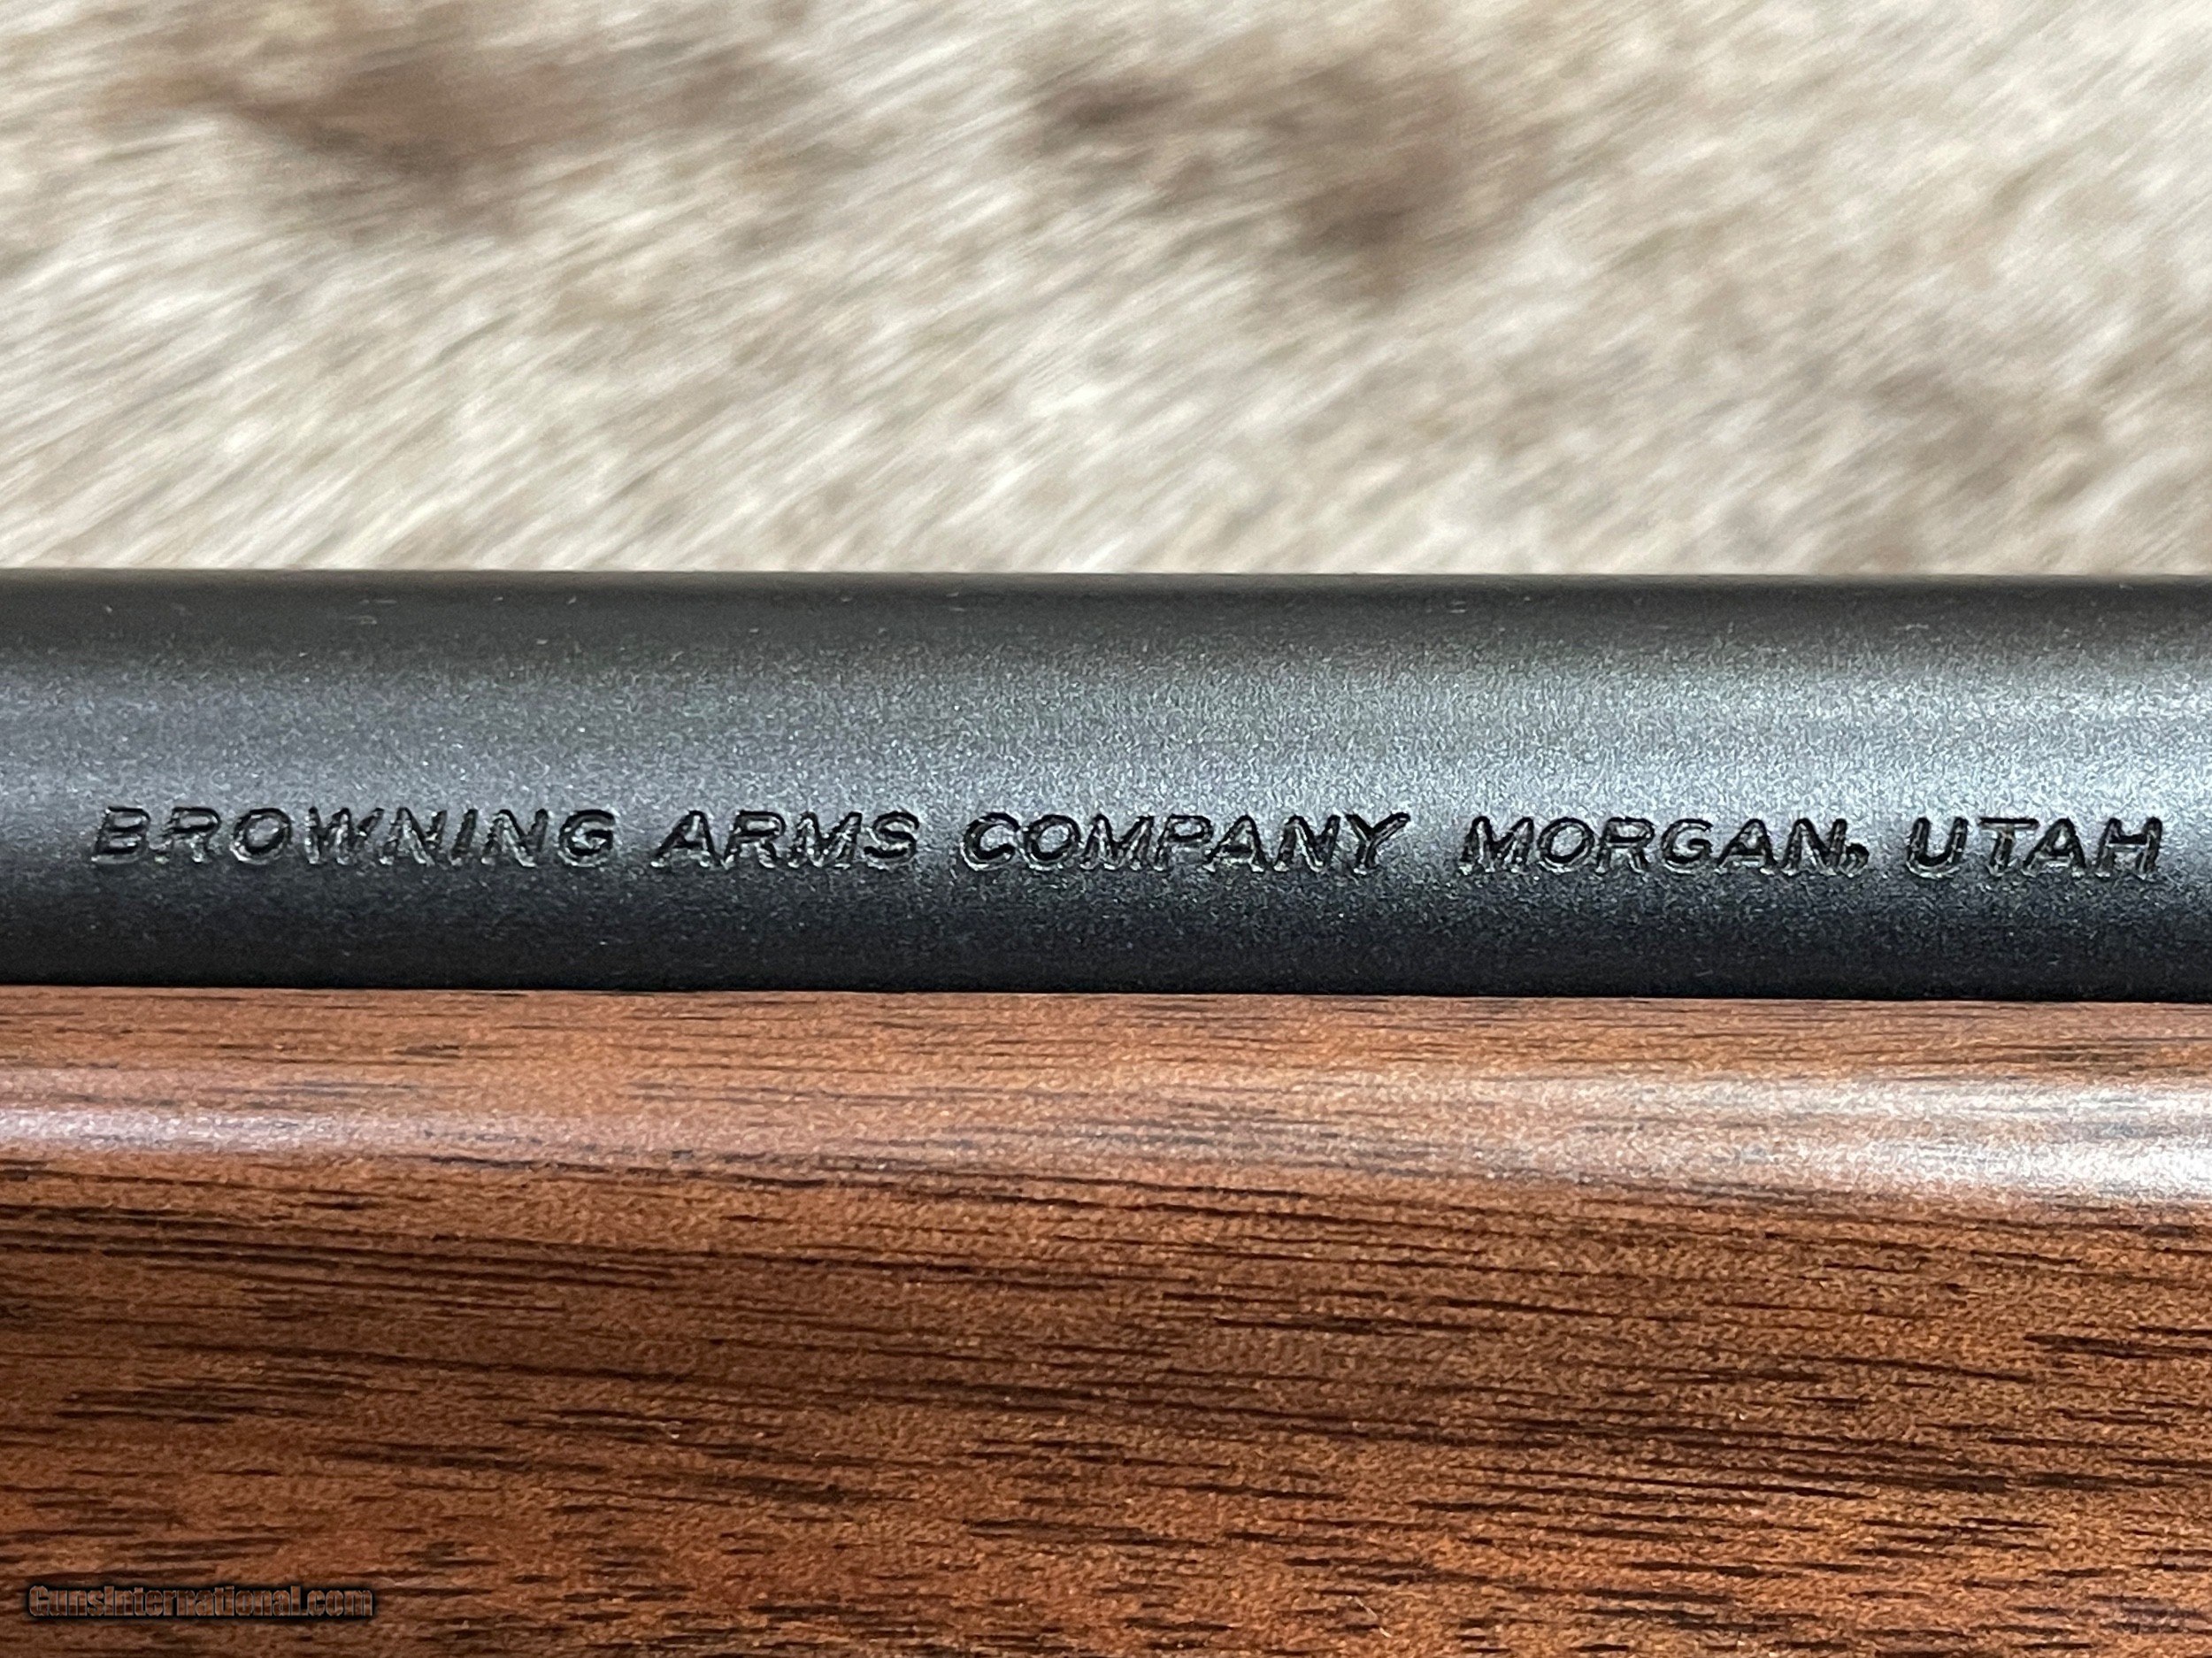 BROWNING ARMS COMPANY MORGAN, UTAH
GunsInternational.com